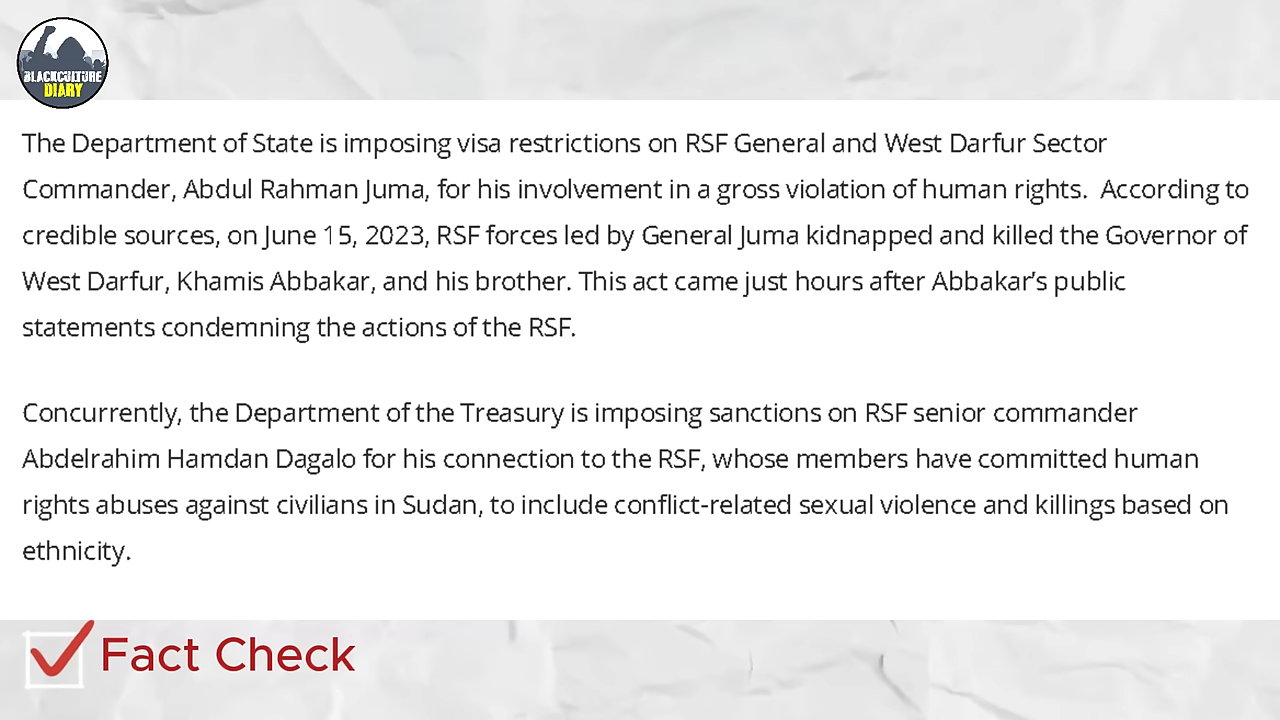 BLACKCULTURE
DIARY
The Department of State is imposing visa restrictions on RSF General and West Darfur Sector
Commander, Abdul Rahman Juma, for his involvement in a gross violation of human rights.  According to
credible sources, on June 15, 2023, RSF forces led by General Juma kidnapped and killed the Governor of
West Darfur, Khamis Abbakar, and his brother. This act came just hours after Abbakar’s public
statements condemning the actions of the RSF.
Concurrently, the Department of the Treasury is imposing sanctions on RSF senior commander
Abdelrahim Hamdan Dagalo for his connection to the RSF, whose members have committed human
rights abuses against civilians in Sudan, to include conflict-related sexual violence and killings based on
ethnicity.
Fact Check